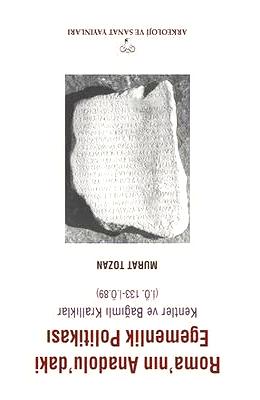 Roma'nın Anadolu'daki
Egemenlik Politikası
Kentler ve Bağımlı Krallıklar
(İ.Ö. 133-İ.Ö.89)
MURAT TOZAN
ARKEOLOJİ VE SANAT YAYINLARI